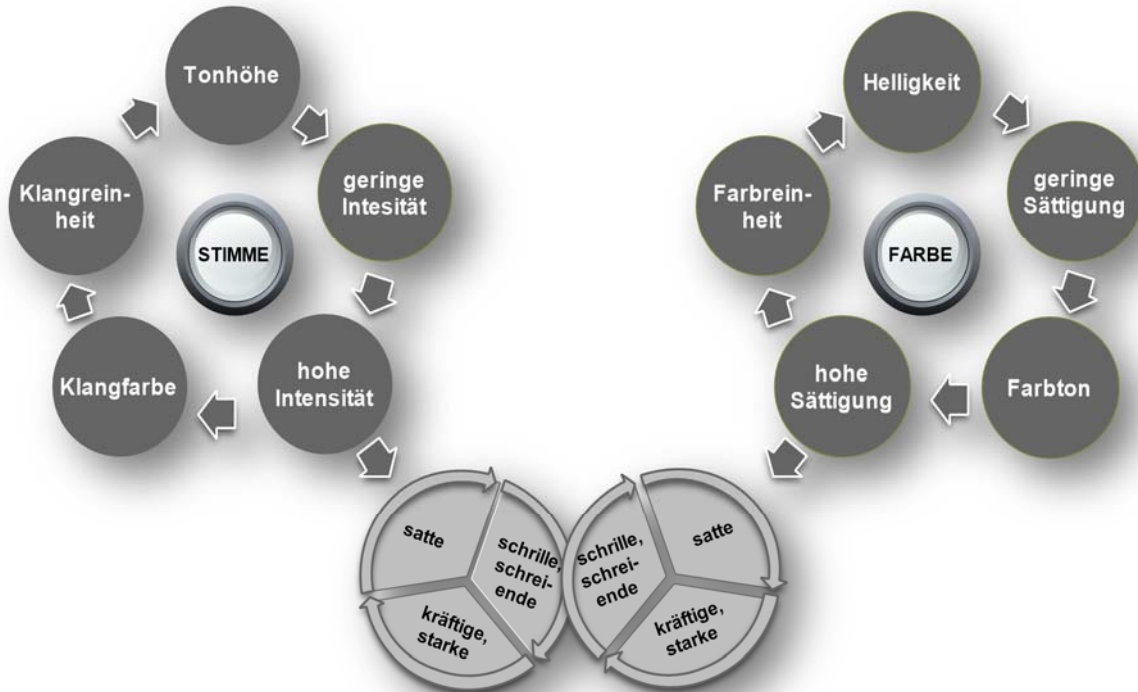 Tonhöhe
geringe
Intesität
hohe
Intensität
Klangfarbe
Klangrein-
heit
STIMME
satte
schrille,
schrei-
ende
kräftige,
starke
Helligkeit
geringe
Sättigung
Farbton
hohe
Sättigung
Farbrein-
heit
FARBE
schrille,
schrei-
ende
satte
kräftige,
starke